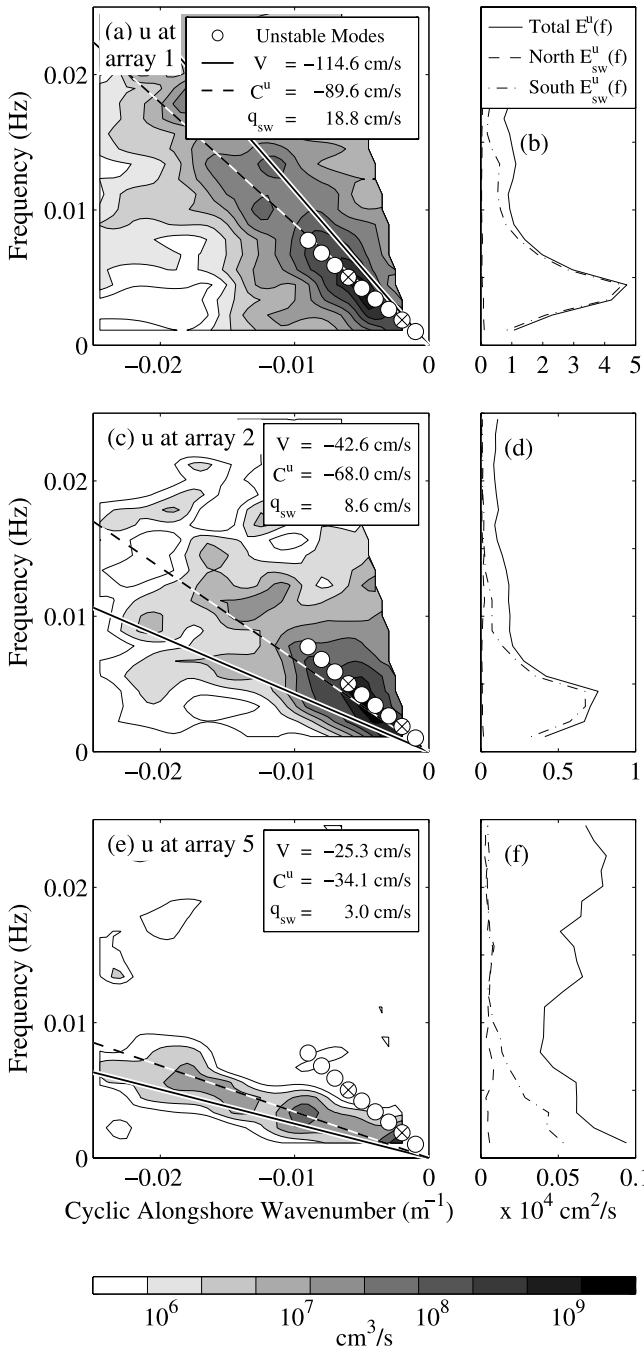 (a) u at
array 1
Unstable Modes
V = −114.6 cm/s
C^u = −89.6 cm/s
q_sw = 18.8 cm/s
Frequency (Hz)
0.02
0.01
0
−0.02 −0.01 0
Total E^u(f)
North E^u_sw(f)
South E^u_sw(f)
(b)
0 1 2 3 4 5
(c) u at array 2
V = −42.6 cm/s
C^u = −68.0 cm/s
q_sw = 8.6 cm/s
Frequency (Hz)
0.02
0.01
0
−0.02 −0.01 0
(d)
0 0.5 1
(e) u at array 5
V = −25.3 cm/s
C^u = −34.1 cm/s
q_sw = 3.0 cm/s
Frequency (Hz)
0.02
0.01
0
−0.02 −0.01 0
Cyclic Alongshore Wavenumber (m^−1)
(f)
0 0.05 0.1
x 10^4 cm^2/s
10^6 10^7 10^8 10^9
cm^3/s